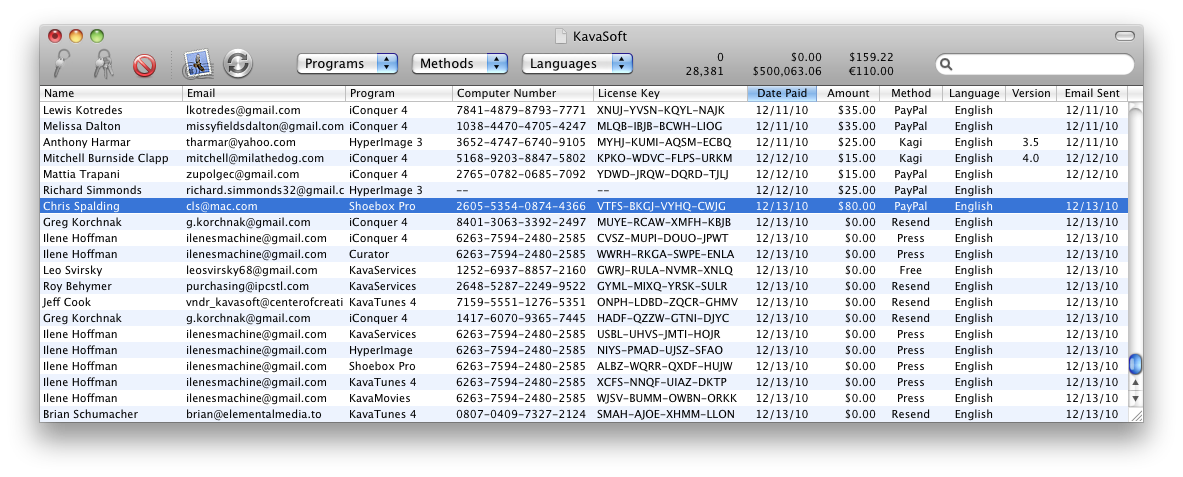 KavaSoft
Programs Methods Languages 0 $0.00 $159.22
28,381 $500,063.06 €110.00
Name Email Program Computer Number License Key Date Paid Amount Method Language Version Email Sent
Lewis Kotredes lkotredes@gmail.com iConquer 4 7841-4879-8793-7771 XNUJ-YVSN-KQYL-NAJK 12/11/10 $35.00 PayPal English 12/11/10
Melissa Dalton missyfieldsdalton@gmail.com iConquer 4 1038-4470-4705-4247 MLQB-IBJB-BCWH-LIOG 12/11/10 $35.00 PayPal English 12/11/10
Anthony Harmar tharmar@yahoo.com HyperImage 3 3652-4747-6740-9105 MYHJ-KUMI-AQSM-ECBQ 12/11/10 $25.00 Kagi English 3.5 12/11/10
Mitchell Burnside Clapp mitchell@milathedog.com iConquer 4 5168-9203-8847-5802 KPKO-WDVC-FLPS-URKM 12/12/10 $15.00 Kagi English 4.0 12/12/10
Mattia Trapani zupolgec@gmail.com iConquer 4 2765-0782-0685-7092 YDWD-JRQW-DQRD-TJLJ 12/12/10 $15.00 PayPal English 12/12/10
Richard Simmonds richard.simmonds32@gmail.c HyperImage 3 -- -- 12/12/10 $25.00 PayPal English 12/12/10
Chris Spalding cls@mac.com Shoebox Pro 2605-5354-0874-4366 VTFS-BKGJ-VYHQ-CWJG 12/13/10 $80.00 PayPal English 12/13/10
Greg Korchnak g.korchnak@gmail.com iConquer 4 8401-3063-3392-2497 MUYE-RCAW-XMFH-KBJB 12/13/10 $0.00 Resend English 12/13/10
Ilene Hoffman ilenesmachine@gmail.com iConquer 4 6263-7594-2480-2585 CVSZ-MUPI-DOUO-JPWT 12/13/10 $0.00 Press English 12/13/10
Ilene Hoffman ilenesmachine@gmail.com Curator 6263-7594-2480-2585 WWRH-RKGA-SWPE-ENLA 12/13/10 $0.00 Press English 12/13/10
Leo Svirsky leosvirsky68@gmail.com KavaServices 1252-6937-8857-2160 GWRJ-RULA-NVMR-XNLQ 12/13/10 $0.00 Free English 12/13/10
Roy Behymer purchasing@ipcstl.com KavaServices 2648-5287-2249-9522 GYML-MIXQ-YRSK-SULR 12/13/10 $0.00 Resend English 12/13/10
Jeff Cook vndr_kavasoft@centerofcreati KavaTunes 4 7159-5551-1276-5351 ONPH-LDBD-ZQCR-GHMV 12/13/10 $0.00 Resend English 12/13/10
Greg Korchnak g.korchnak@gmail.com iConquer 4 1417-6070-9365-7445 HADF-QZZW-GTNI-DJYC 12/13/10 $0.00 Resend English 12/13/10
Ilene Hoffman ilenesmachine@gmail.com KavaServices 6263-7594-2480-2585 USBL-UHVS-JMTI-HOJR 12/13/10 $0.00 Press English 12/13/10
Ilene Hoffman ilenesmachine@gmail.com HyperImage 6263-7594-2480-2585 NIYS-PMAD-UJSZ-SFAO 12/13/10 $0.00 Press English 12/13/10
Ilene Hoffman ilenesmachine@gmail.com Shoebox Pro 6263-7594-2480-2585 ALBZ-WQRR-QXDF-HUJW 12/13/10 $0.00 Press English 12/13/10
Ilene Hoffman ilenesmachine@gmail.com KavaTunes 4 6263-7594-2480-2585 XCFS-NNQF-UIAZ-DKTP 12/13/10 $0.00 Press English 12/13/10
Ilene Hoffman ilenesmachine@gmail.com KavaMovies 6263-7594-2480-2585 WJSV-BUMM-OWBN-ORKK 12/13/10 $0.00 Press English 12/13/10
Brian Schumacher brian@elementalmedia.to KavaTunes 4 0807-0409-7327-2124 SMAH-AJOE-XHMM-LLON 12/13/10 $0.00 Resend English 12/13/10